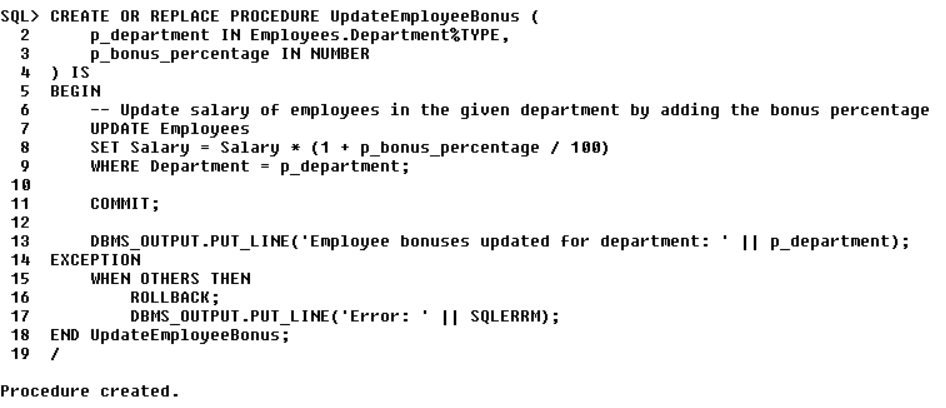 SQL> CREATE OR REPLACE PROCEDURE UpdateEmployeeBonus (
  2      p_department IN Employees.Department%TYPE,
  3      p_bonus_percentage IN NUMBER
  4  ) IS
  5  BEGIN
  6      -- Update salary of employees in the given department by adding the bonus percentage
  7      UPDATE Employees
  8      SET Salary = Salary * (1 + p_bonus_percentage / 100)
  9      WHERE Department = p_department;
 10
 11      COMMIT;
 12
 13      DBMS_OUTPUT.PUT_LINE('Employee bonuses updated for department: ' || p_department);
 14  EXCEPTION
 15      WHEN OTHERS THEN
 16          ROLLBACK;
 17          DBMS_OUTPUT.PUT_LINE('Error: ' || SQLERRM);
 18  END UpdateEmployeeBonus;
 19  /
Procedure created.